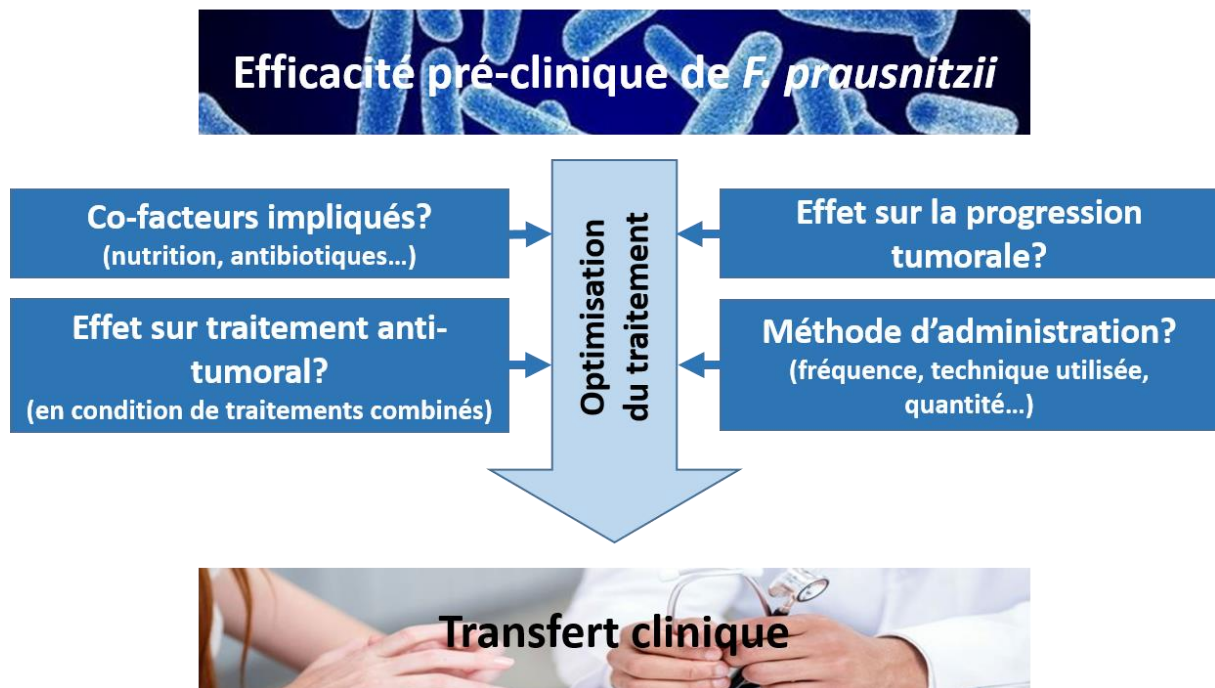 Efficacité pré-clinique de F. prausnitzii
Co-facteurs impliqués?
(nutrition, antibiotiques…)
Effet sur traitement anti-
tumoral?
(en condition de traitements combinés)
Optimisation
du traitement
Effet sur la progression
tumorale?
Méthode d’administration?
(fréquence, technique utilisée,
quantité…)
Transfert clinique